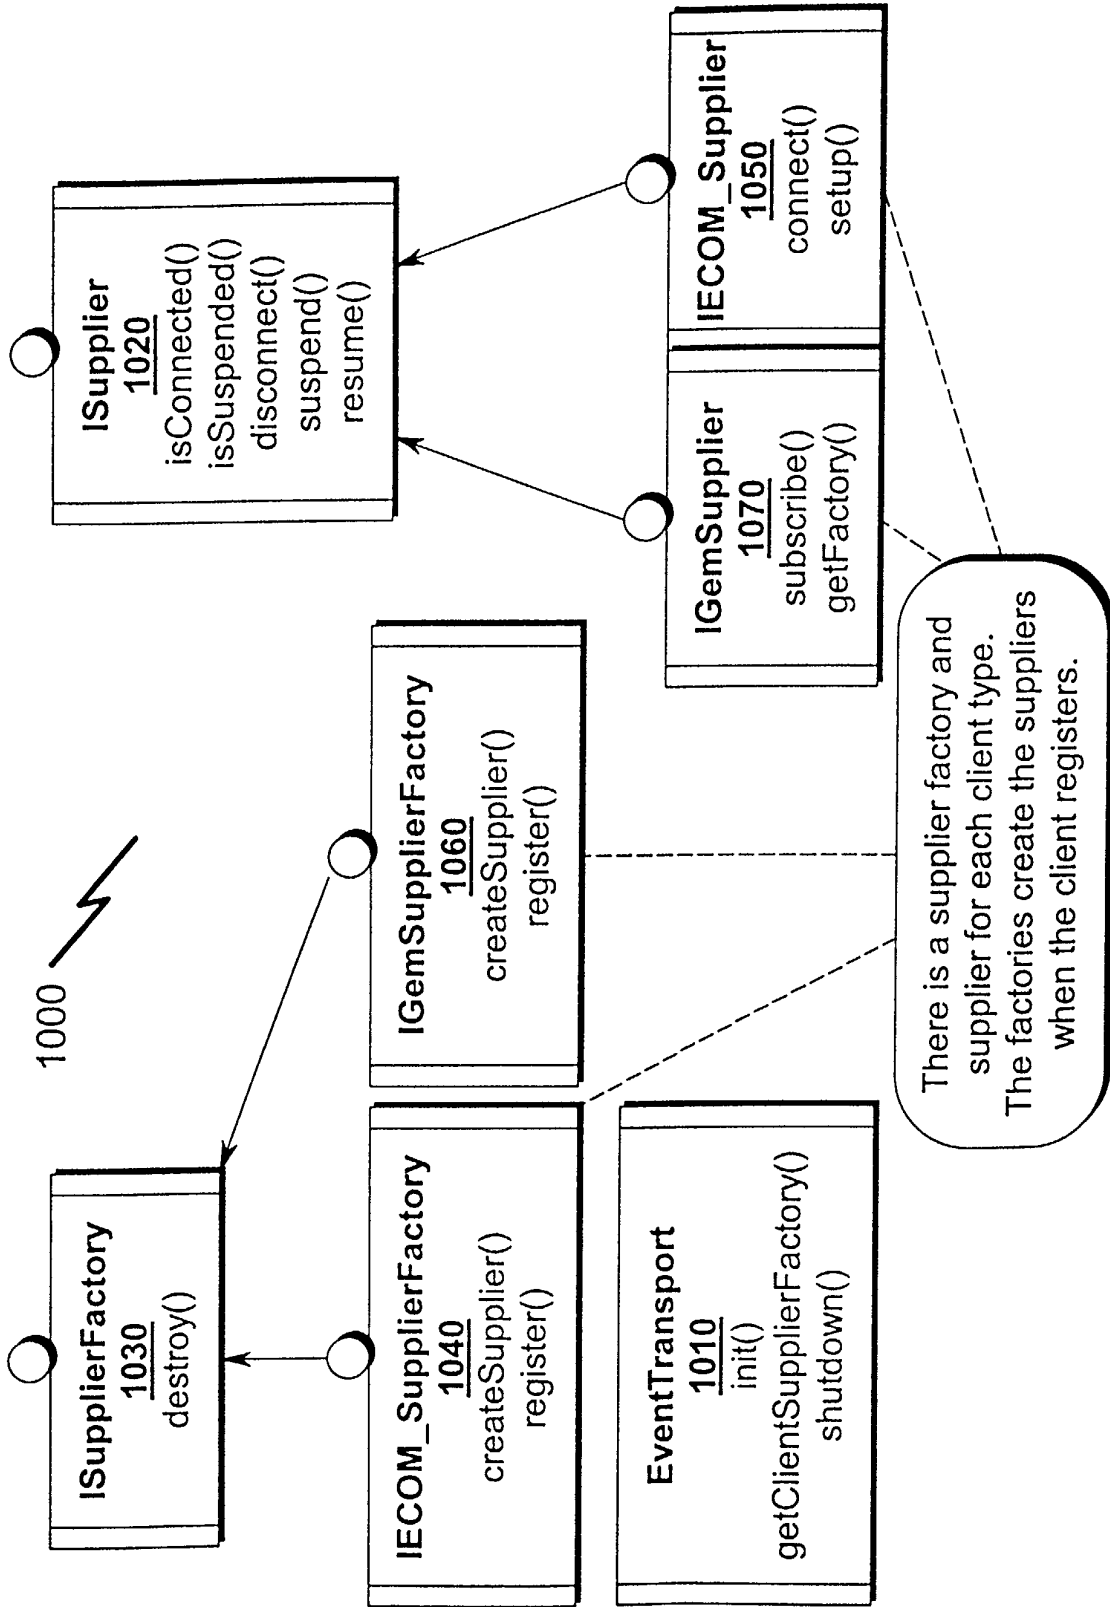 1000
ISupplierFactory
1030
destroy()
ISupplier
1020
isConnected()
isSuspended()
disconnect()
suspend()
resume()
IECOM_SupplierFactory
1040
createSupplier()
register()
IGemSupplierFactory
1060
createSupplier()
register()
EventTransport
1010
init()
getClientSupplierFactory()
shutdown()
IGemSupplier
1070
subscribe()
getFactory()
IECOM_Supplier
1050
connect()
setup()
There is a supplier factory and
supplier for each client type.
The factories create the suppliers
when the client registers.